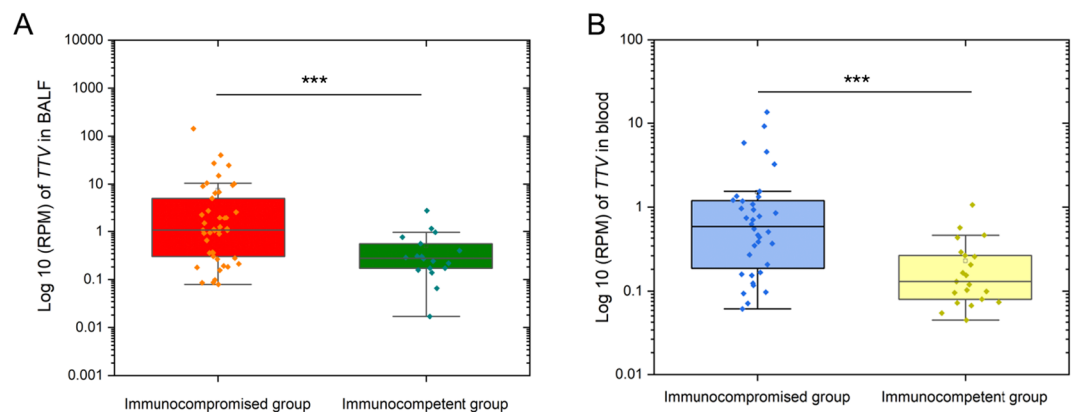 A
Log 10 (RPM) of TTV in BALF
10000
1000
100
10
1
0.1
0.01
0.001
***
Immunocompromised group
Immunocompetent group
B
Log 10 (RPM) of TTV in blood
100
10
1
0.1
0.01
***
Immunocompromised group
Immunocompetent group